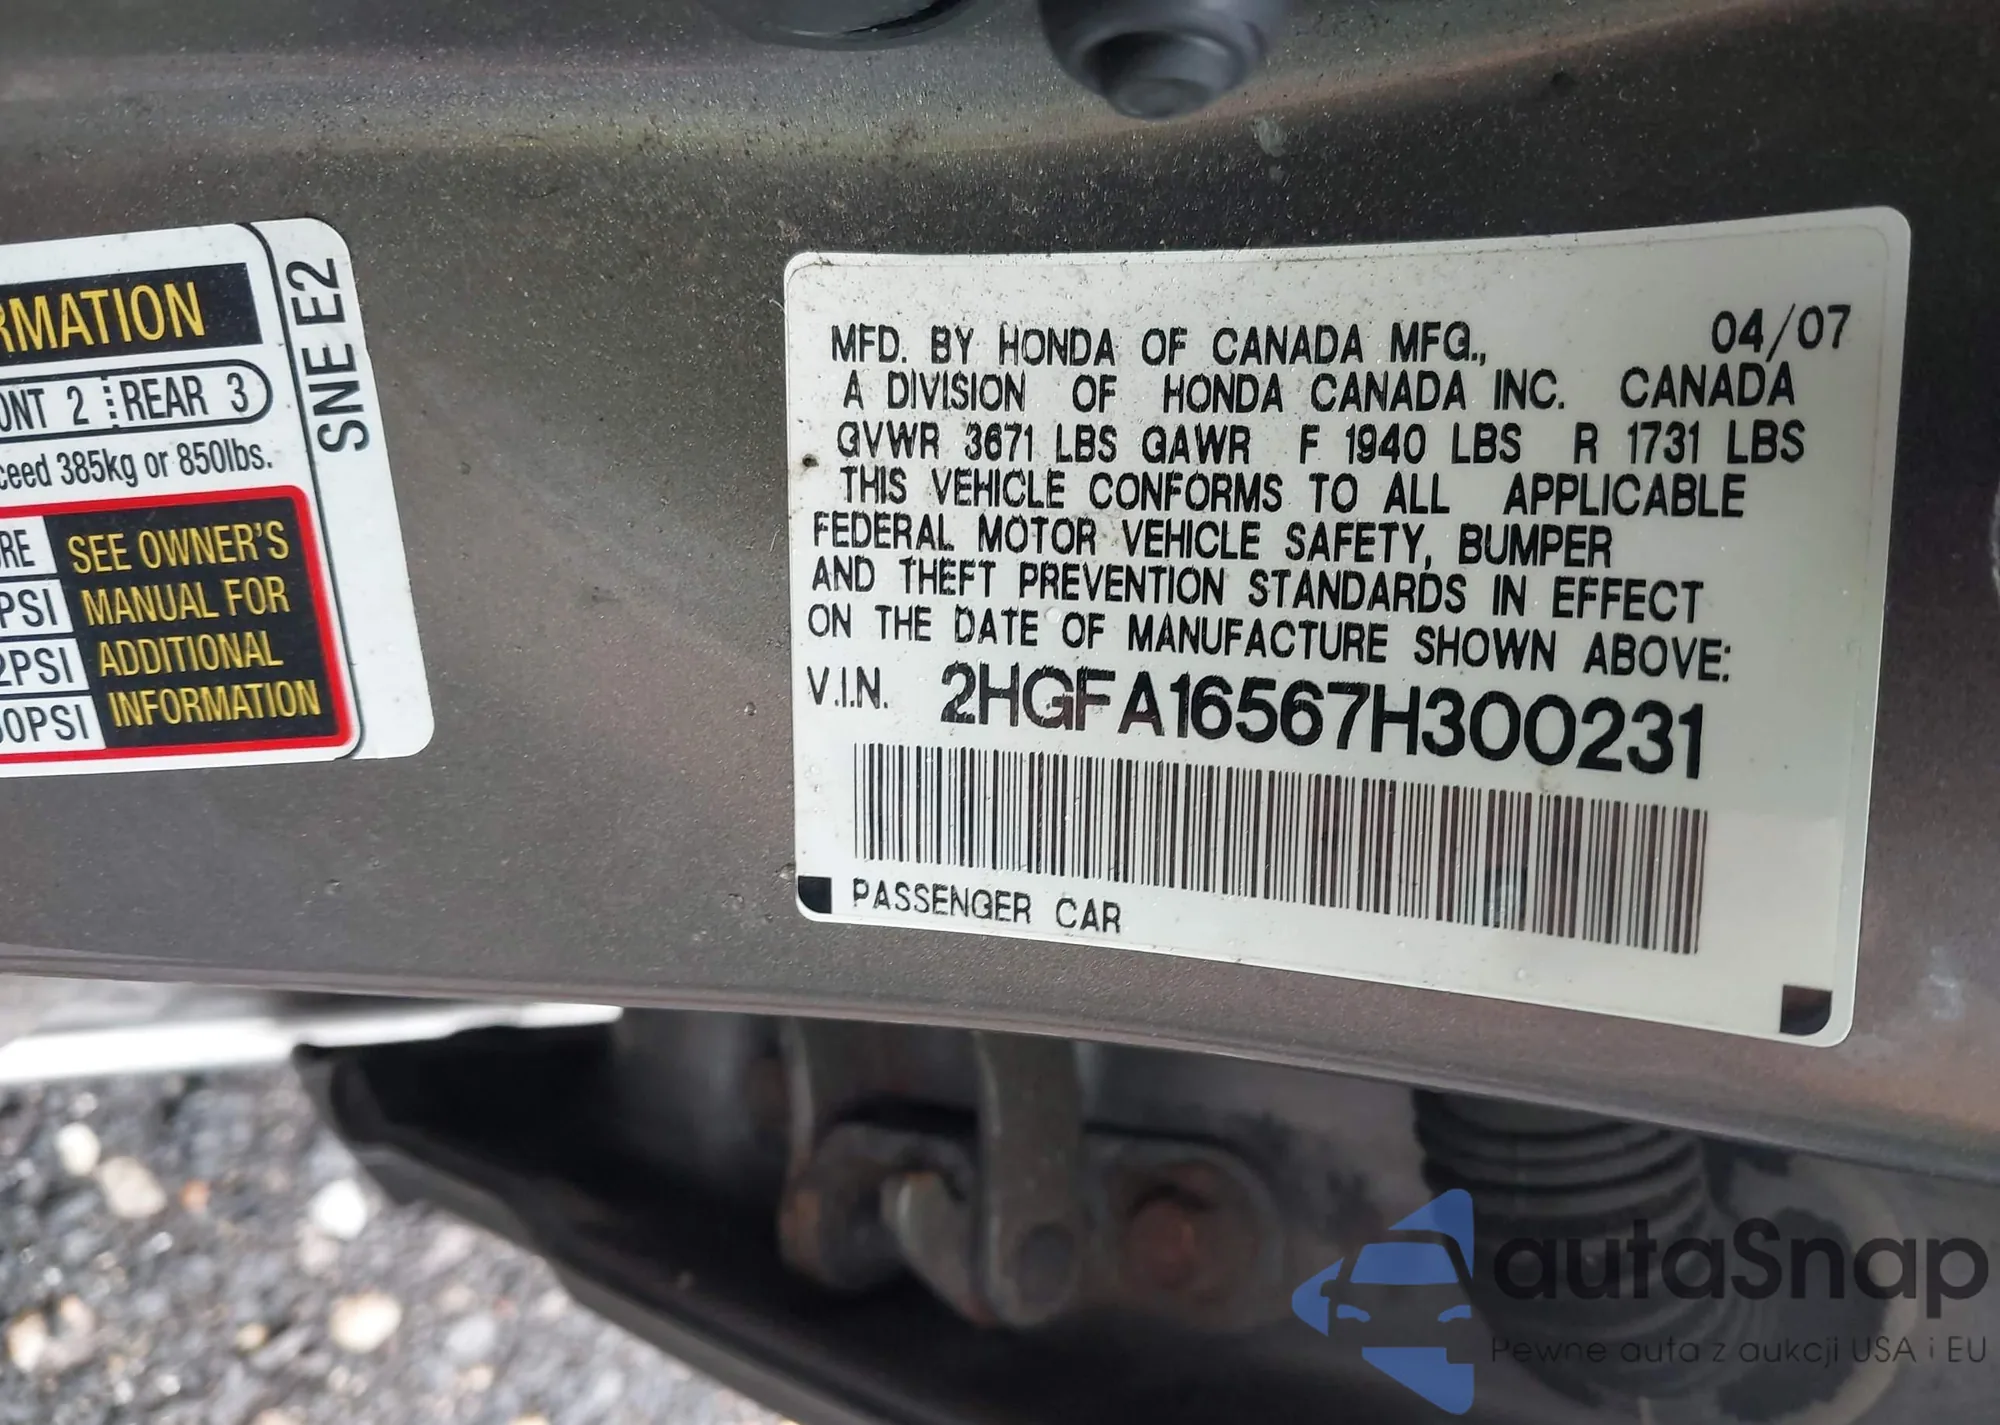 RMATION
ONT 2 REAR 3
ceed 385kg or 850lbs.
RE
PSI
2PSI
60PSI
SEE OWNER'S
MANUAL FOR
ADDITIONAL
INFORMATION
SNE E2
04/07
MFD. BY HONDA OF CANADA MFG.,
A DIVISION OF HONDA CANADA INC. CANADA
GVWR 3671 LBS GAWR F 1940 LBS R 1731 LBS
THIS VEHICLE CONFORMS TO ALL APPLICABLE
FEDERAL MOTOR VEHICLE SAFETY, BUMPER
AND THEFT PREVENTION STANDARDS IN EFFECT
ON THE DATE OF MANUFACTURE SHOWN ABOVE:
V.I.N. 2HGFA16567H300231
PASSENGER CAR
autaSnap
Pewne auta z aukcji USA i EU